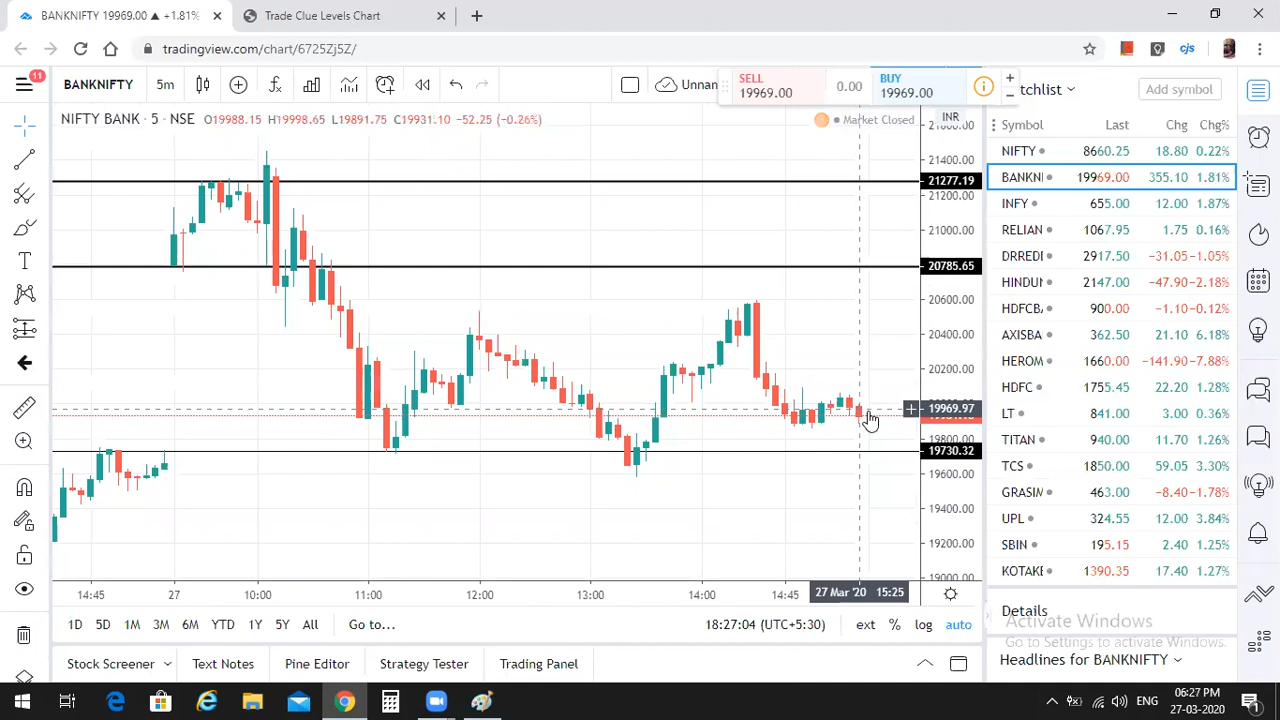 BANKNIFTY 19969.00 ▲ +1.81%
Trade Clue Levels Chart
tradingview.com/chart/6725Zj5Z/
cjs
11
BANKNIFTY
5m
Unnan
SELL
19969.00
0.00
BUY
19969.00
tchlist
Add symbol
NIFTY BANK · 5 · NSE O19988.15 H19998.65 L19891.75 C19931.10 −52.25 (−0.26%)
Market Closed
INR
Symbol Last Chg Chg%
NIFTY 8660.25 18.80 0.22%
BANKNI 19969.00 355.10 1.81%
INFY 655.00 12.00 1.87%
RELIAN 1067.95 1.75 0.16%
DRREDI 2917.50 −31.05 −1.05%
HINDUN 2147.00 −47.90 −2.18%
HDFCB 900.00 −1.10 −0.12%
AXISBA 362.50 21.10 6.18%
HEROM 1660.00 −141.90 −7.88%
HDFC 1755.45 22.20 1.28%
LT 841.00 3.00 0.36%
TITAN 940.00 11.70 1.26%
TCS 1850.00 59.05 3.30%
GRASIM 463.00 −8.40 −1.78%
UPL 324.55 12.00 3.84%
SBIN 195.15 2.40 1.25%
KOTAKE 1390.35 17.40 1.27%
21400.00
21277.19
21200.00
21000.00
20785.65
20600.00
20400.00
20200.00
19969.97
19800.00
19730.32
19600.00
19400.00
19200.00
19000.00
14:45 27 10:00 11:00 12:00 13:00 14:00 14:45 27 Mar '20 15:25
1D 5D 1M 3M 6M YTD 1Y 5Y All Go to...
18:27:04 (UTC+5:30) ext % log auto
Details
Activate Windows
Go to Settings to activate Windows.
Headlines for BANKNIFTY
Stock Screener Text Notes Pine Editor Strategy Tester Trading Panel
ENG
06:27 PM
27-03-2020
1